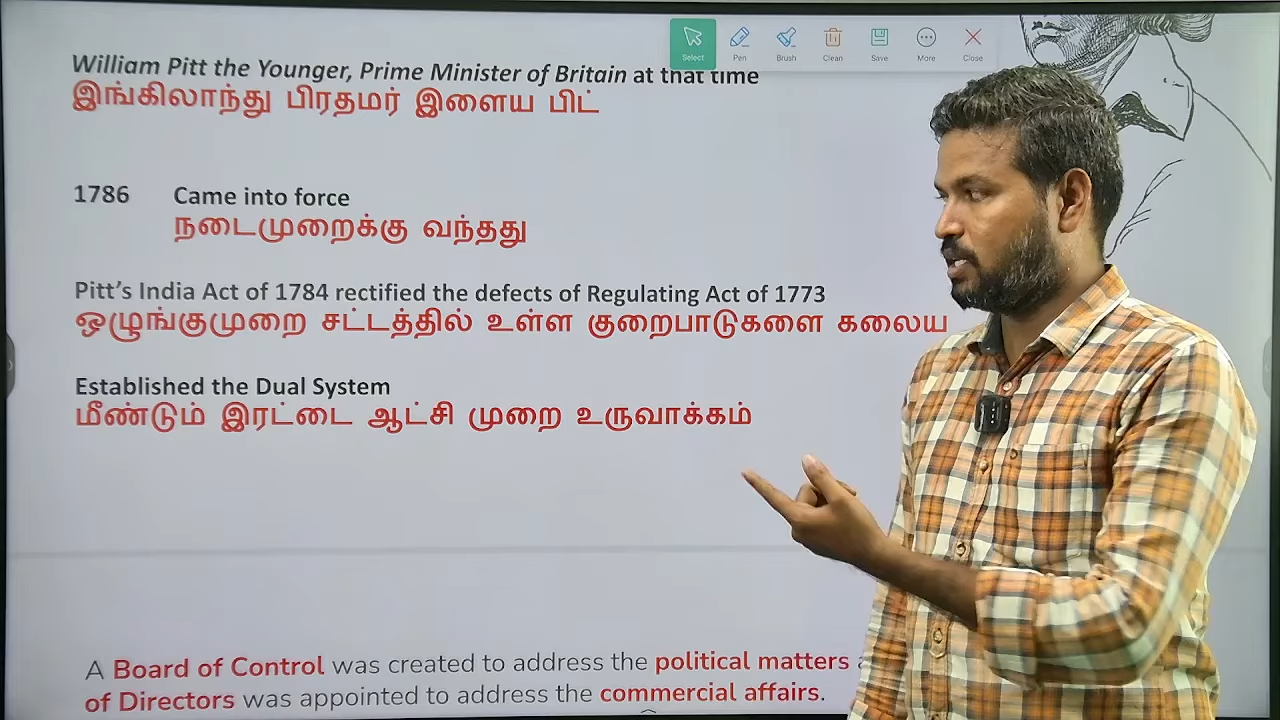 Select Pen Brush Clean Save More Close
William Pitt the Younger, Prime Minister of Britain at that time
இங்கிலாந்து பிரதமர் இளைய பிட்
1786 Came into force
நடைமுறைக்கு வந்தது
Pitt's India Act of 1784 rectified the defects of Regulating Act of 1773
ஒழுங்குமுறை சட்டத்தில் உள்ள குறைபாடுகளை கலைய
Established the Dual System
மீண்டும் இரட்டை ஆட்சி முறை உருவாக்கம்
A Board of Control was created to address the political matters
of Directors was appointed to address the commercial affairs.